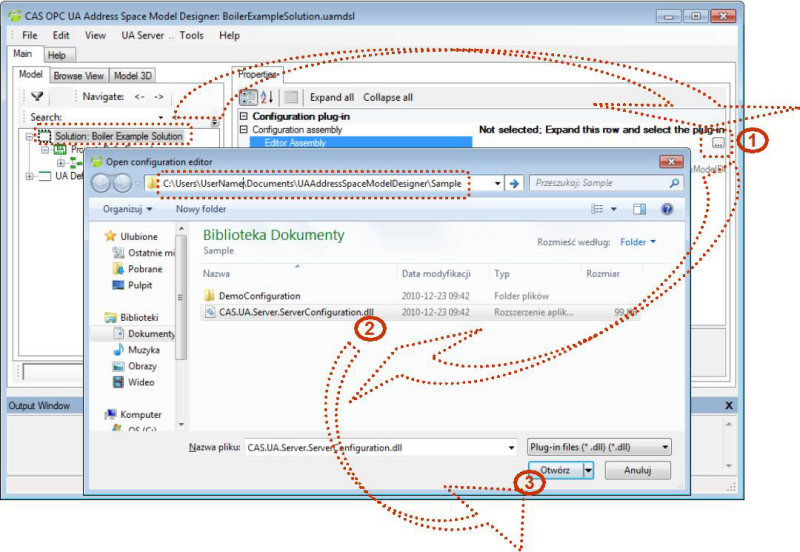 CAS OPC UA Address Space Model Designer: BoilerExampleSolution.uamdsl
File Edit View UA Server .. Tools Help
Main Help
Model Browse View Model 3D
Properties
Navigate: <- ->
Expand all Collapse all
Search:
Configuration plug-in
Solution: Boiler Example Solution
Configuration assembly Not selected; Expand this row and select the plug-in
Editor Assembly ...
1
UA Def
Open configuration editor
C:\Users\UserName\Documents\UAAddressSpaceModelDesigner\Sample
Przeszukaj: Sample
Organizuj Nowy folder
Ulubione
Ostatnie mi
Pobrane
Pulpit
Biblioteki
Dokumenty
Muzyka
Obrazy
Wideo
Komputer
OS (C:)
Biblioteka Dokumenty
Sample
Rozmieść według: Folder
Nazwa Data modyfikacji Typ Rozmiar
DemoConfiguration 2010-12-23 09:42 Folder plików
CAS.UA.Server.ServerConfiguration.dll 2010-12-23 09:42 Rozszerzenie aplik... 99 KB
2
Output Window X
Nazwa pliku: CAS.UA.Server.ServerConfiguration.dll Plug-in files (* .dll) (*.dll)
Otwórz Anuluj
3